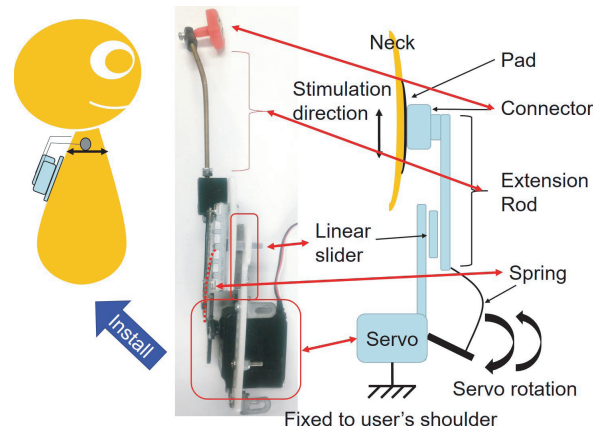 Neck
Pad
Stimulation
direction
Connector
Extension
Rod
Linear
slider
Spring
Install
Servo
Servo rotation
Fixed to user's shoulder